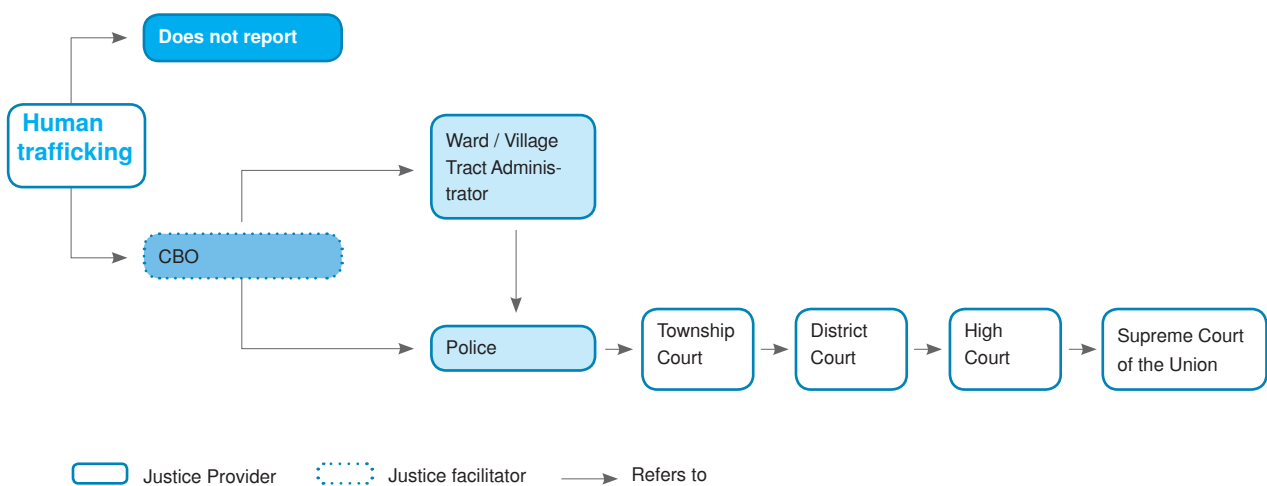 Does not report
Human
trafficking
Ward / Village
Tract Adminis-
trator
CBO
Police
Township
Court
District
Court
High
Court
Supreme Court
of the Union
Justice Provider
Justice facilitator
Refers to